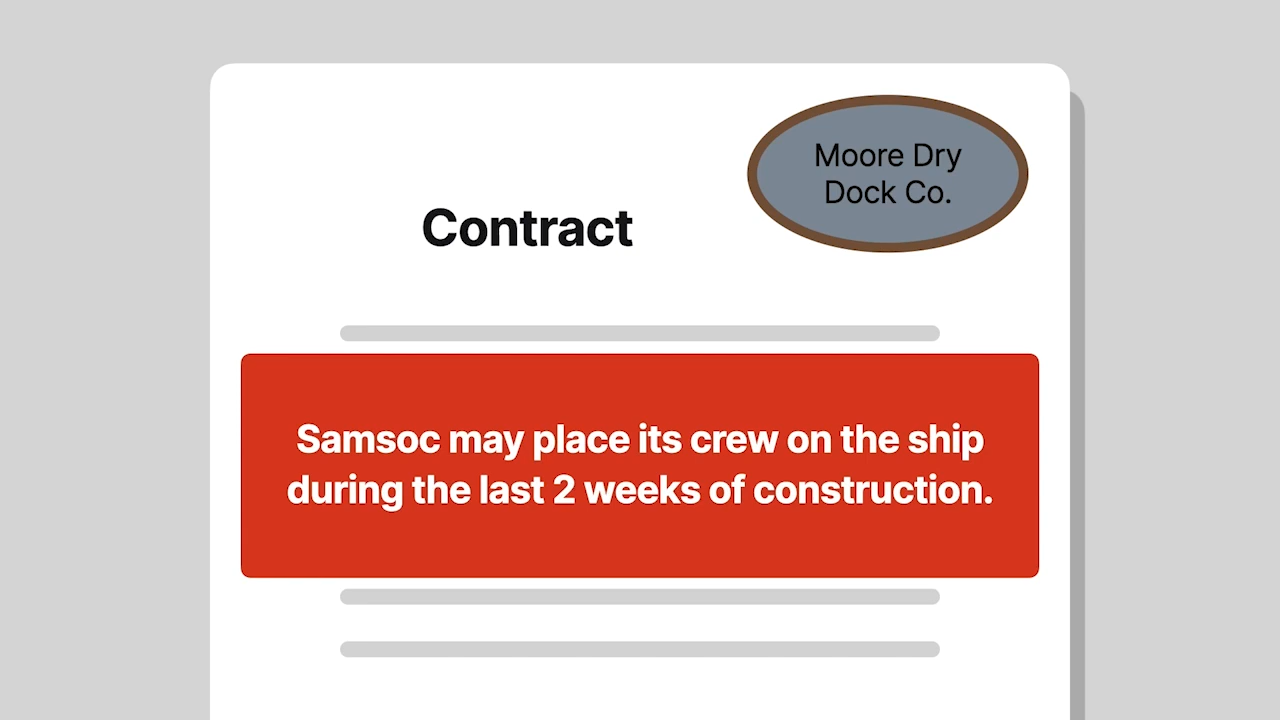 Moore Dry
Dock Co.
Contract
Samsoc may place its crew on the ship
during the last 2 weeks of construction.